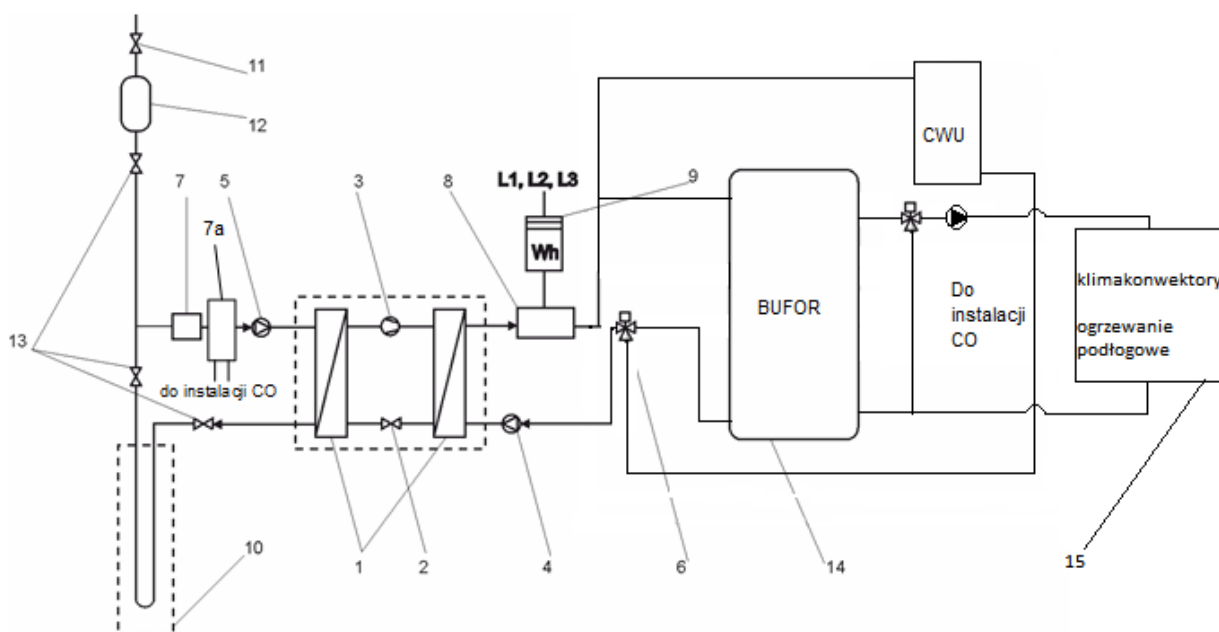 11
12
7
5
3
8
L1, L2, L3
9
7a
Wh
CWU
BUFOR
Do
instalacji
CO
klimakonwektory
ogrzewanie
podłogowe
13
do instalacji CO
10
1
2
4
6
14
15